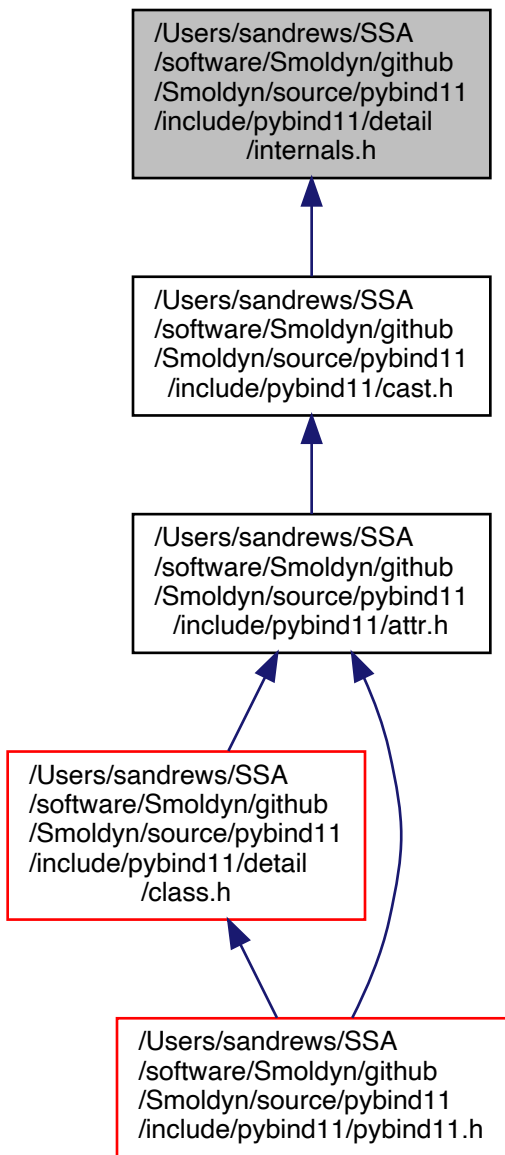 /Users/sandrews/SSA
/software/Smoldyn/github
/Smoldyn/source/pybind11
/include/pybind11/detail
/internals.h
/Users/sandrews/SSA
/software/Smoldyn/github
/Smoldyn/source/pybind11
/include/pybind11/cast.h
/Users/sandrews/SSA
/software/Smoldyn/github
/Smoldyn/source/pybind11
/include/pybind11/attr.h
/Users/sandrews/SSA
/software/Smoldyn/github
/Smoldyn/source/pybind11
/include/pybind11/detail
/class.h
/Users/sandrews/SSA
/software/Smoldyn/github
/Smoldyn/source/pybind11
/include/pybind11/pybind11.h